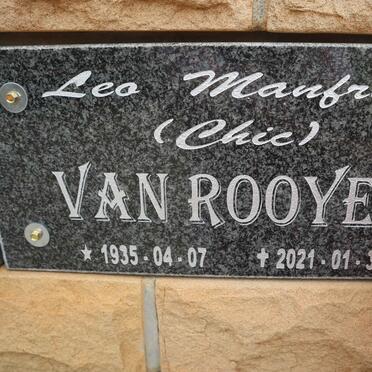 Leo Manfr
(Chic)
VAN ROOYE
★ 1935 · 04 · 07 ✝ 2021 · 01 ·